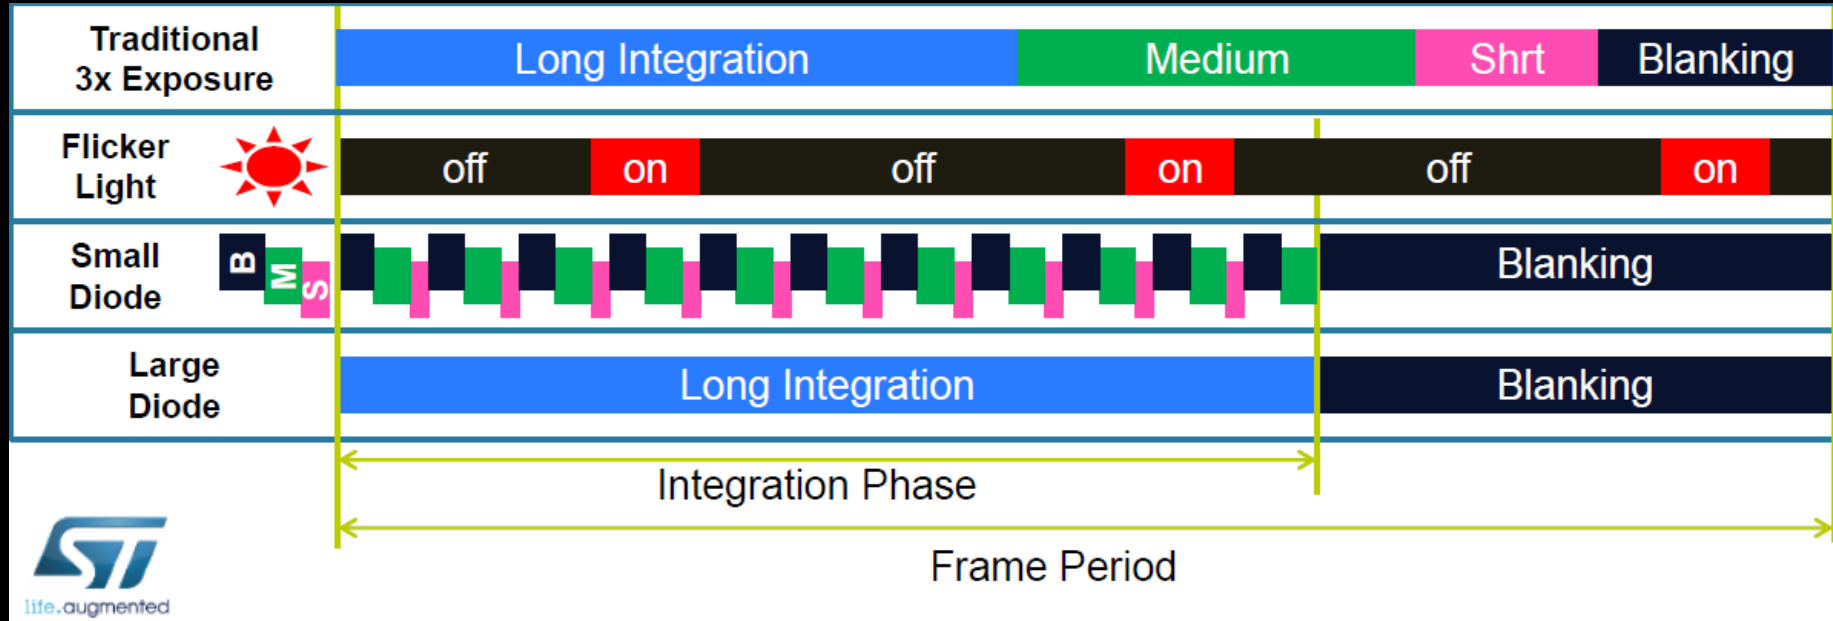 Traditional
3x Exposure
Long Integration
Medium
Shrt
Blanking
Flicker
Light
off
on
off
on
off
on
Small
Diode
B
M
S
Blanking
Large
Diode
Long Integration
Blanking
Integration Phase
Frame Period
ST
life.augmented